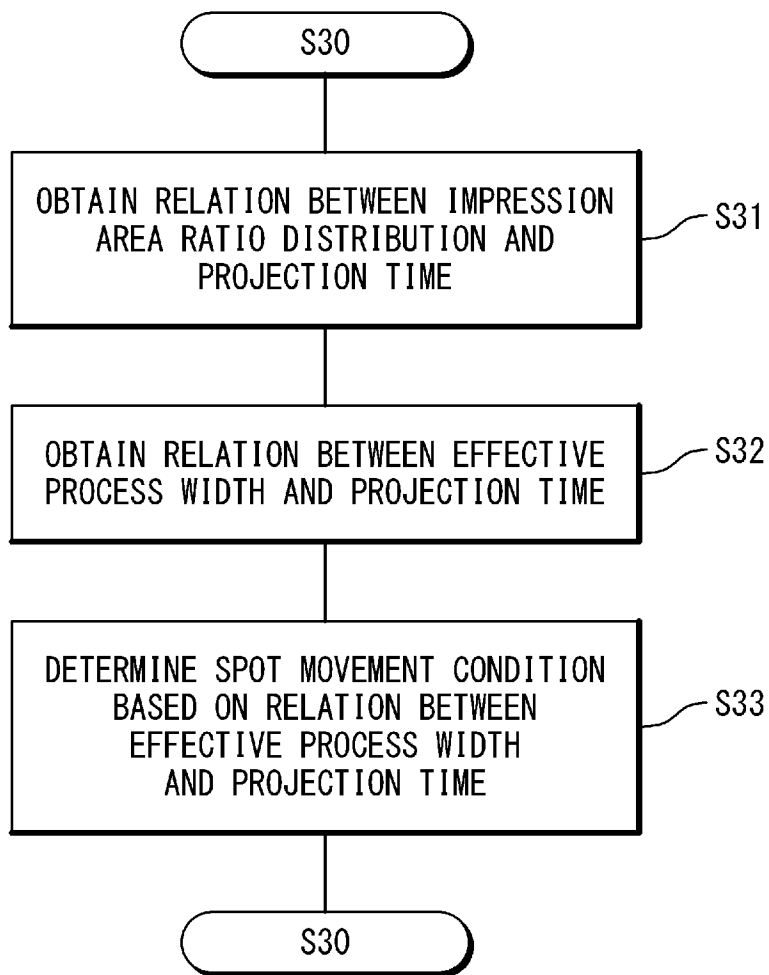 S30
OBTAIN RELATION BETWEEN IMPRESSION
AREA RATIO DISTRIBUTION AND
PROJECTION TIME
S31
OBTAIN RELATION BETWEEN EFFECTIVE
PROCESS WIDTH AND PROJECTION TIME
S32
DETERMINE SPOT MOVEMENT CONDITION
BASED ON RELATION BETWEEN
EFFECTIVE PROCESS WIDTH
AND PROJECTION TIME
S33
S30